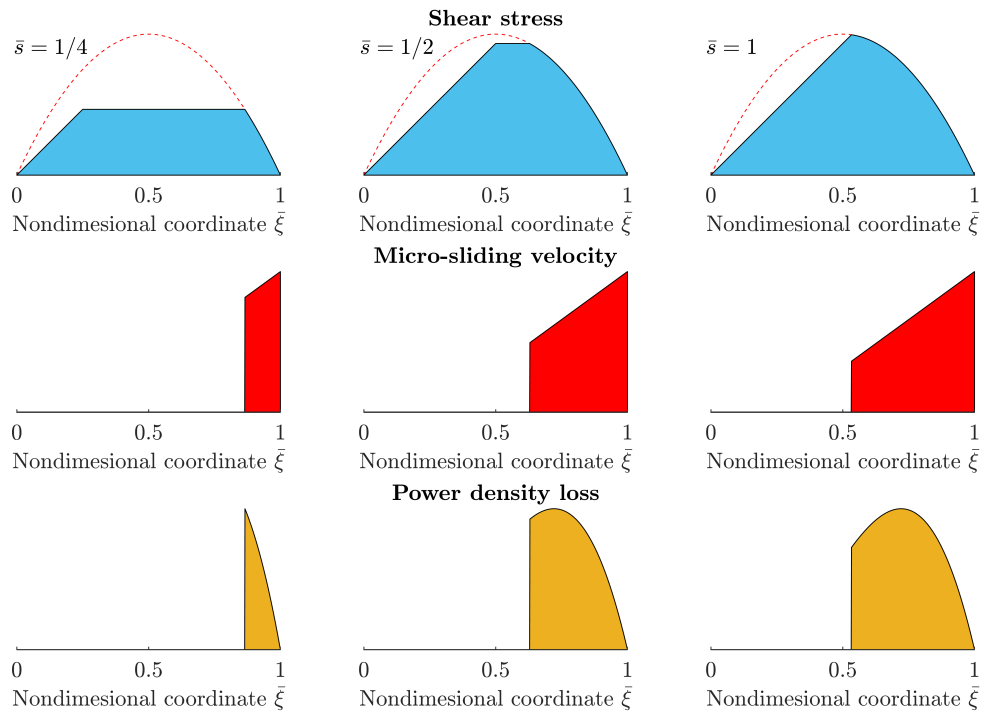 Shear stress
s̄ = 1/4
s̄ = 1/2
s̄ = 1
0 0.5 1
0 0.5 1
0 0.5 1
Nondimesional coordinate ξ̄
Nondimesional coordinate ξ̄
Nondimesional coordinate ξ̄
Micro-sliding velocity
0 0.5 1
0 0.5 1
0 0.5 1
Nondimesional coordinate ξ̄
Nondimesional coordinate ξ̄
Nondimesional coordinate ξ̄
Power density loss
0 0.5 1
0 0.5 1
0 0.5 1
Nondimesional coordinate ξ̄
Nondimesional coordinate ξ̄
Nondimesional coordinate ξ̄